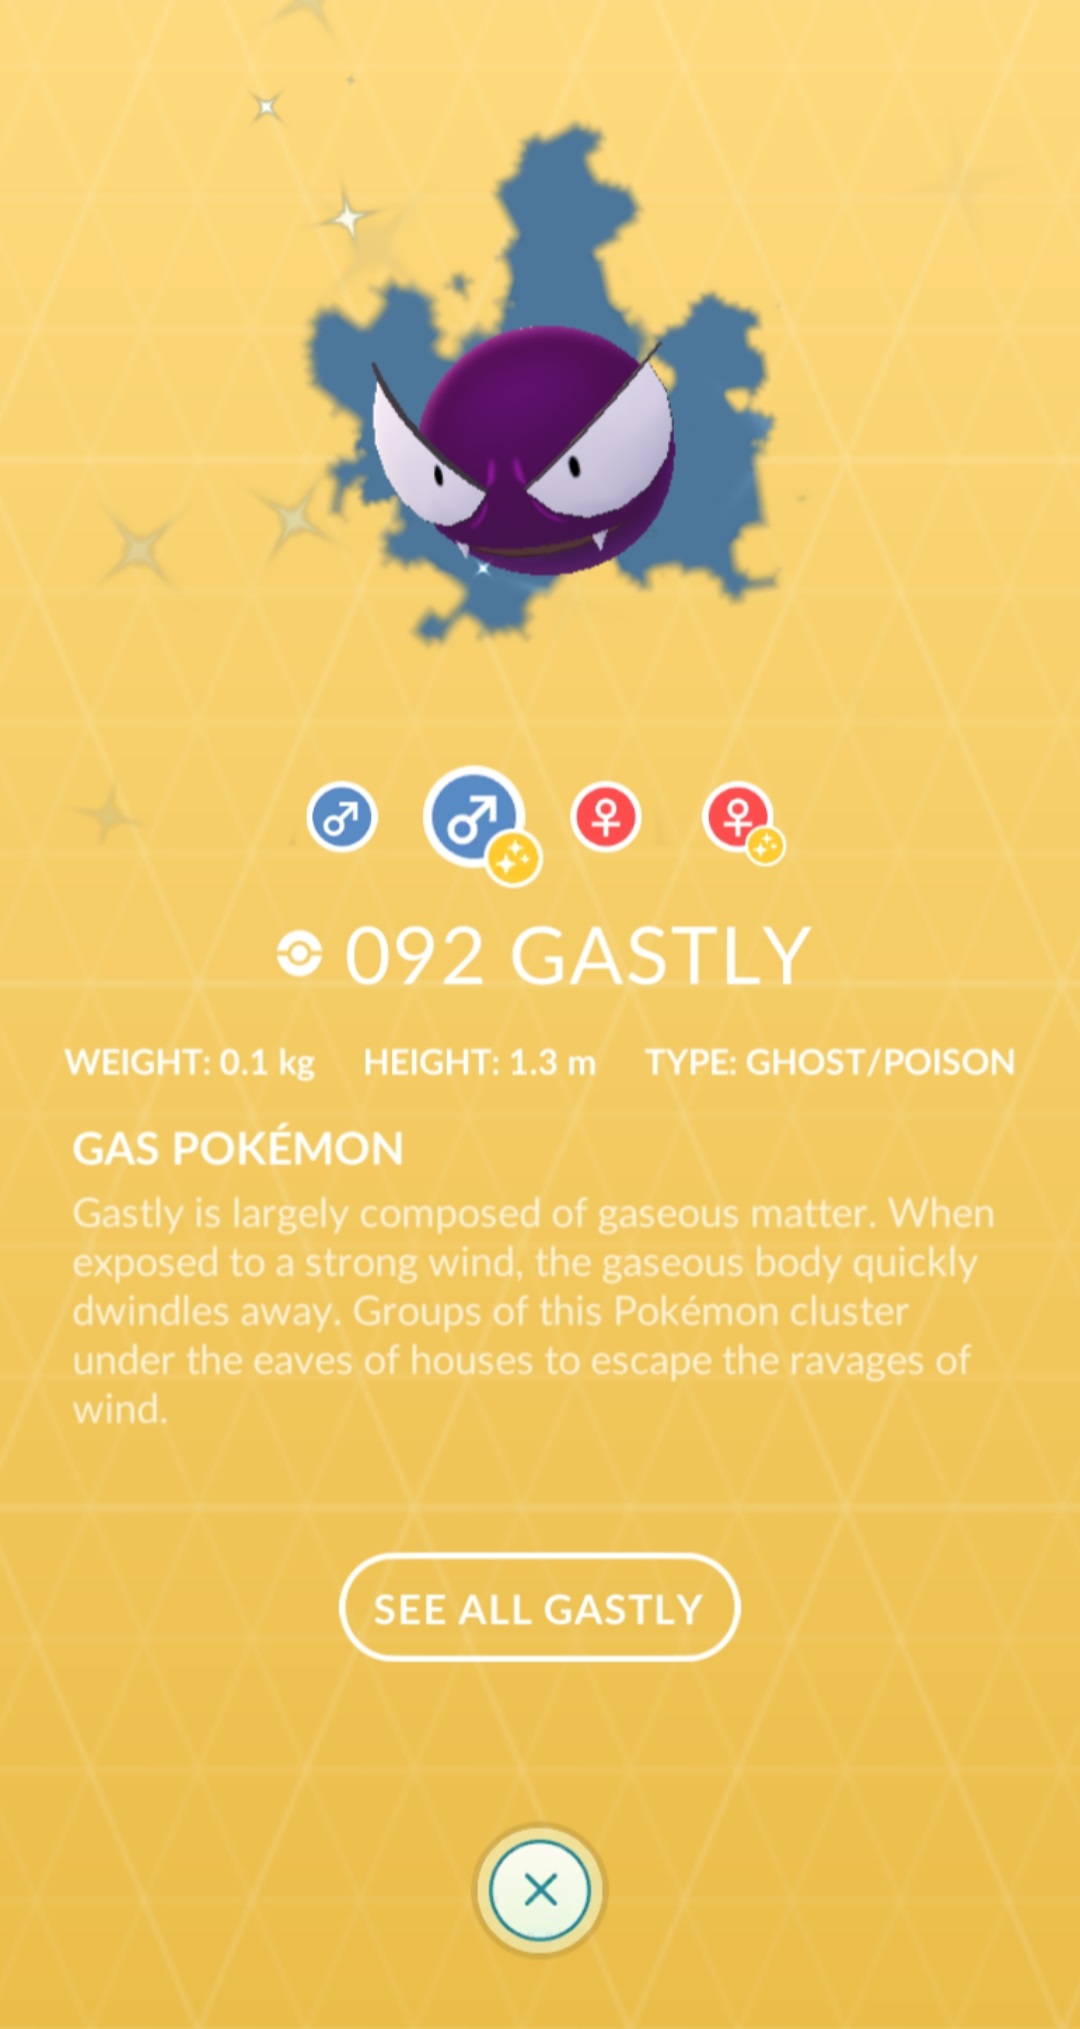 092 GASTLY
WEIGHT: 0.1 kg HEIGHT: 1.3 m TYPE: GHOST/POISON
GAS POKÉMON
Gastly is largely composed of gaseous matter. When
exposed to a strong wind, the gaseous body quickly
dwindles away. Groups of this Pokémon cluster
under the eaves of houses to escape the ravages of
wind.
SEE ALL GASTLY